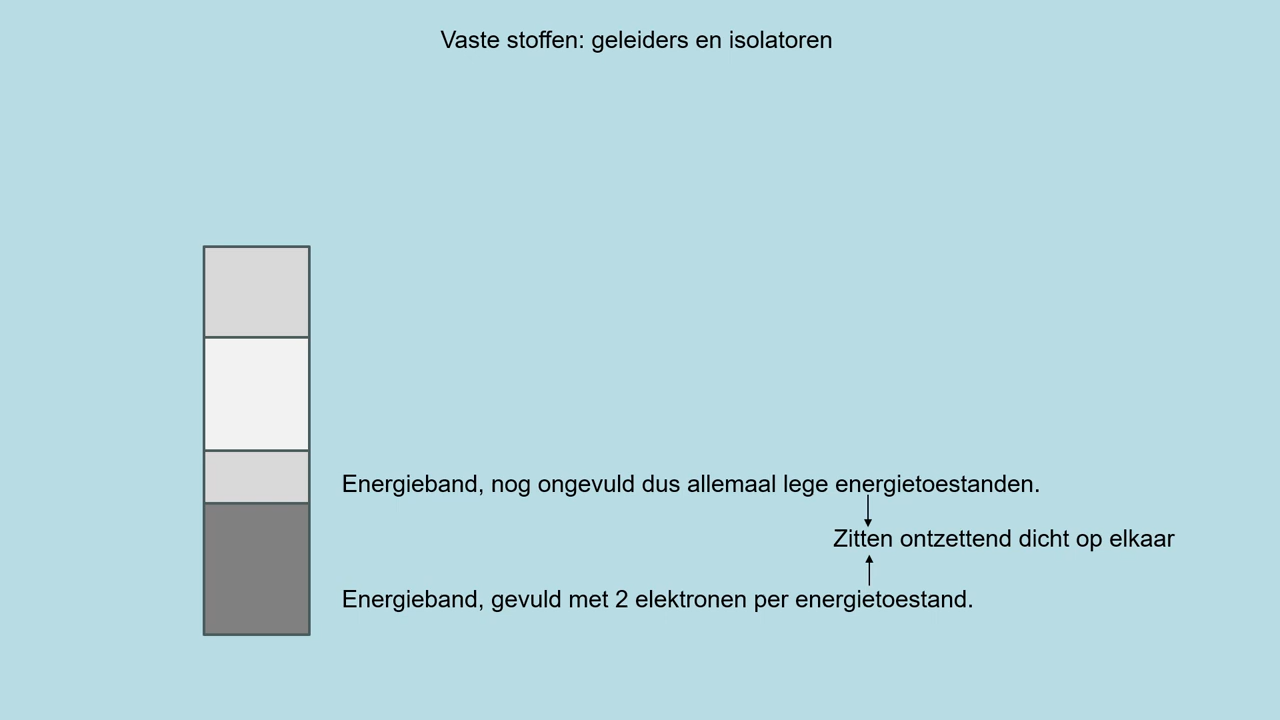 Vaste stoffen: geleiders en isolatoren
Energieband, nog ongevuld dus allemaal lege energietoestanden.
Zitten ontzettend dicht op elkaar
Energieband, gevuld met 2 elektronen per energietoestand.